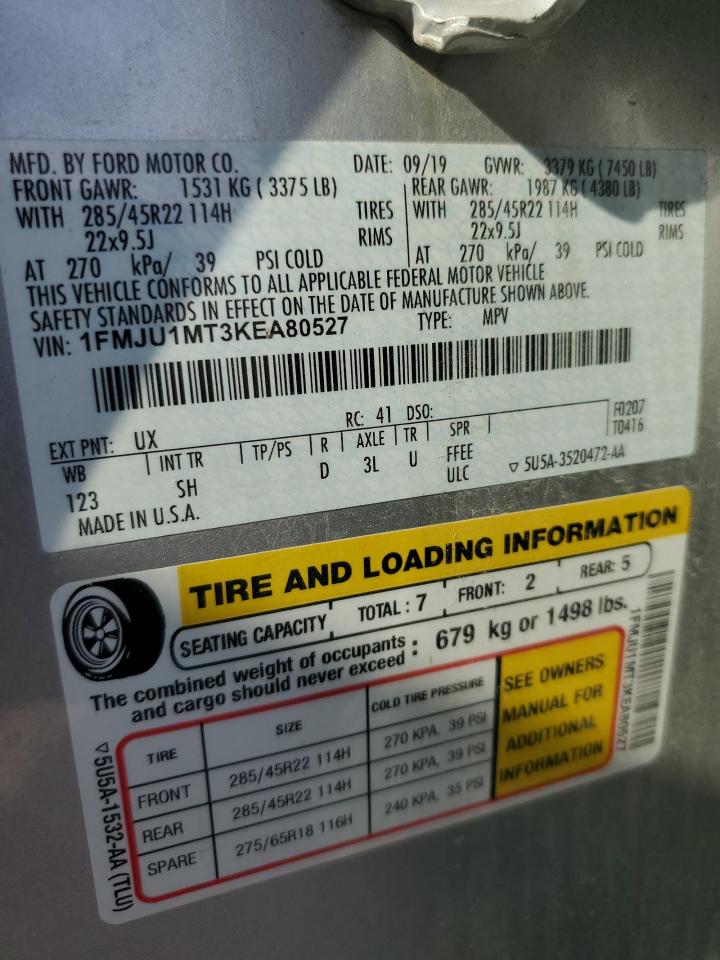 MFD. BY FORD MOTOR CO. DATE: 09/19 GVWR: 3379 KG ( 7450 LB)
FRONT GAWR: 1531 KG ( 3375 LB) REAR GAWR: 1987 KG ( 4380 LB)
WITH 285/45R22 114H TIRES WITH 285/45R22 114H TIRES
22x9.5J RIMS 22x9.5J RIMS
AT 270 kPa/ 39 PSI COLD AT 270 kPa/ 39 PSI COLD
THIS VEHICLE CONFORMS TO ALL APPLICABLE FEDERAL MOTOR VEHICLE
SAFETY STANDARDS IN EFFECT ON THE DATE OF MANUFACTURE SHOWN ABOVE.
VIN: 1FMJU1MT3KEA80527 TYPE: MPV
EXT PNT: UX RC: 41 DSO: F0207
T0416
WB INT TR TP/PS R AXLE TR SPR
123 SH D 3L U FFEE
ULC
MADE IN U.S.A. ▽ 5U5A-3520472-AA
TIRE AND LOADING INFORMATION
SEATING CAPACITY TOTAL : 7 FRONT: 2 REAR: 5
The combined weight of occupants and cargo should never exceed : 679 kg or 1498 lbs.
TIRE SIZE COLD TIRE PRESSURE
FRONT 285/45R22 114H 270 KPA, 39 PSI
REAR 285/45R22 114H 270 KPA, 39 PSI
SPARE 275/65R18 116H 240 KPA, 35 PSI
SEE OWNERS
MANUAL FOR
ADDITIONAL
INFORMATION
1FMJU1MT3KEA80527
▽5U5A-1532-AA (TLU)